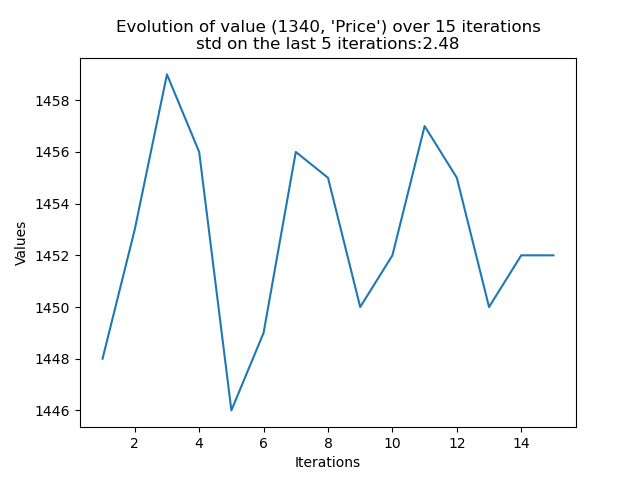 Evolution of value (1340, 'Price') over 15 iterations
std on the last 5 iterations:2.48
1458
1456
1454
1452
1450
1448
1446
Values
2 4 6 8 10 12 14
Iterations